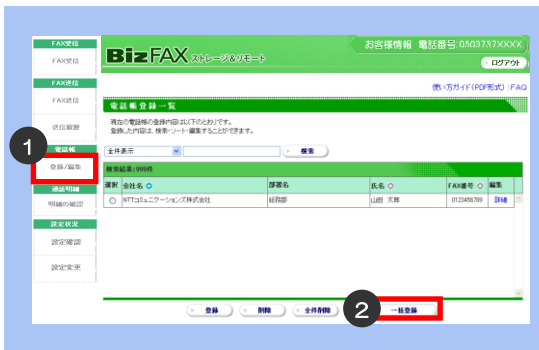 お客様情報 電話番号:0503737XXXX
BizFAX ストレージ&リモート
ログアウト
使い方ガイド(PDF形式) | FAQ
FAX受信
FAX受信
FAX送信
FAX送信
送信履歴
1
電話帳
登録/編集
通話明細
明細の確認
設定状況
設定確認
設定変更
電話帳登録一覧
現在の電話帳の登録内容は以下のとおりです。
登録した内容は、検索・ソート・編集することができます。
全件表示
検索
検索結果:999件
選択 会社名 部署名 氏名 FAX番号 編集
NTTコミュニケーションズ株式会社 総務部 山田 太郎 0123456789 詳細
登録 削除 全件削除 2 一括登録